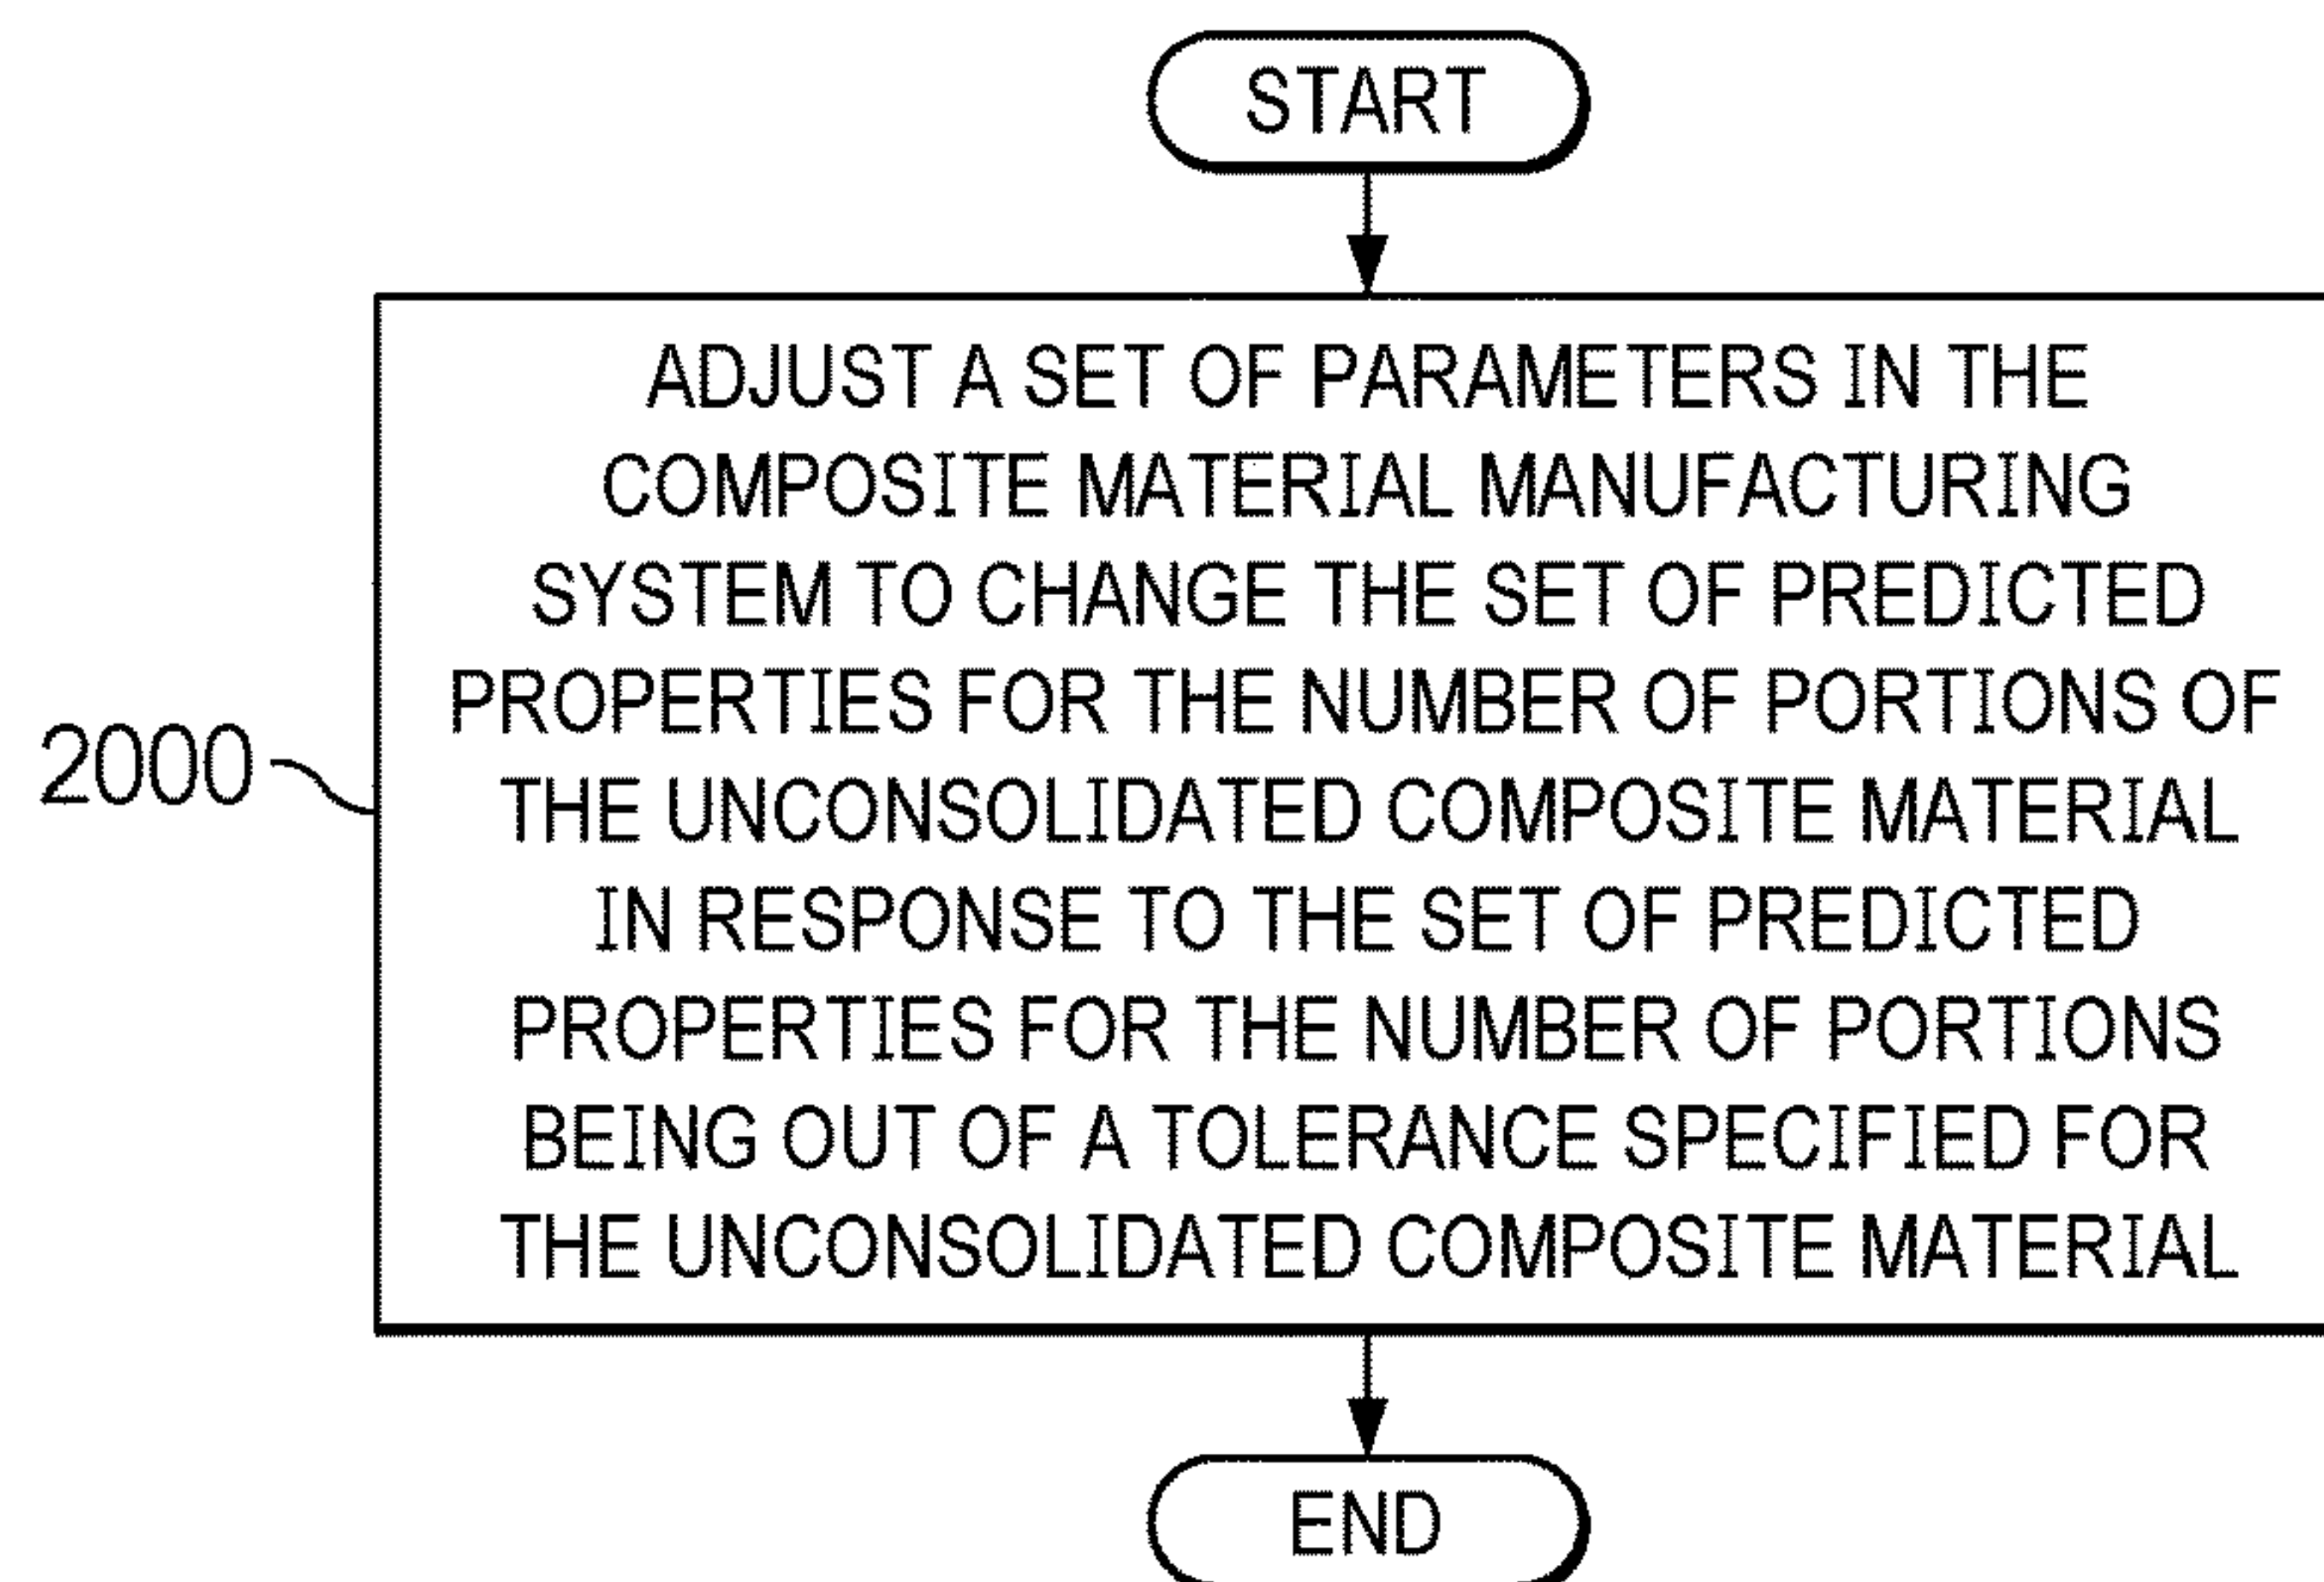 START
ADJUST A SET OF PARAMETERS IN THE
COMPOSITE MATERIAL MANUFACTURING
SYSTEM TO CHANGE THE SET OF PREDICTED
PROPERTIES FOR THE NUMBER OF PORTIONS OF
2000
THE UNCONSOLIDATED COMPOSITE MATERIAL
IN RESPONSE TO THE SET OF PREDICTED
PROPERTIES FOR THE NUMBER OF PORTIONS
BEING OUT OF A TOLERANCE SPECIFIED FOR
THE UNCONSOLIDATED COMPOSITE MATERIAL
END